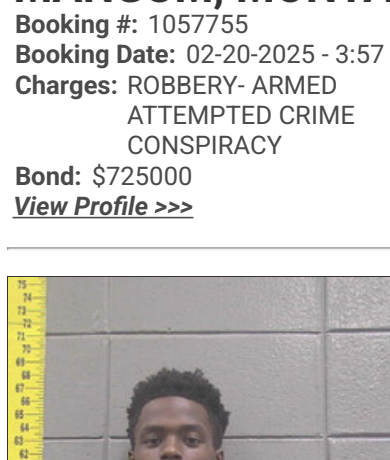 Booking #: 1057755
Booking Date: 02-20-2025 - 3:57
Charges: ROBBERY- ARMED
ATTEMPTED CRIME
CONSPIRACY
Bond: $725000
View Profile >>>
75
74
73
72
71
70
69
68
67
66
65
64
63
62